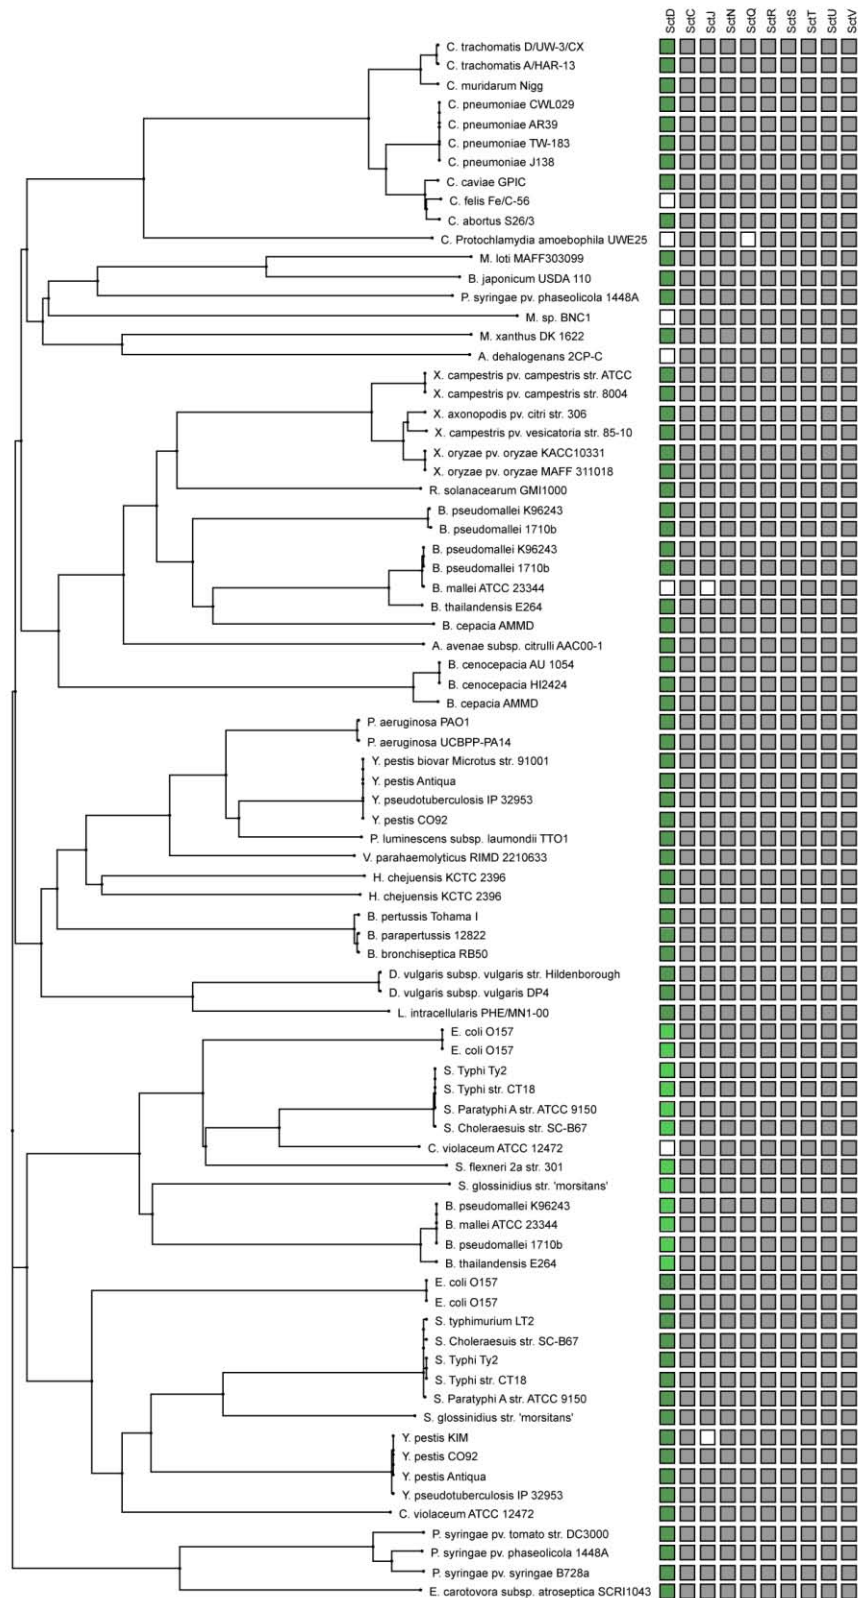 SctD SctC SctJ SctN SctQ SctR SctS SctT SctU SctV
C. trachomatis D/UW-3/CX
C. trachomatis A/HAR-13
C. muridarum Nigg
C. pneumoniae CWL029
C. pneumoniae AR39
C. pneumoniae TW-183
C. pneumoniae J138
C. caviae GPIC
C. felis Fe/C-56
C. abortus S26/3
C. Protochlamydia amoebophila UWE25
M. loti MAFF303099
B. japonicum USDA 110
P. syringae pv. phaseolicola 1448A
M. sp. BNC1
M. xanthus DK 1622
A. dehalogenans 2CP-C
X. campestris pv. campestris str. ATCC
X. campestris pv. campestris str. 8004
X. axonopodis pv. citri str. 306
X. campestris pv. vesicatoria str. 85-10
X. oryzae pv. oryzae KACC10331
X. oryzae pv. oryzae MAFF 311018
R. solanacearum GMI1000
B. pseudomallei K96243
B. pseudomallei 1710b
B. pseudomallei K96243
B. pseudomallei 1710b
B. mallei ATCC 23344
B. thailandensis E264
B. cepacia AMMD
A. avenae subsp. citrulli AAC00-1
B. cenocepacia AU 1054
B. cenocepacia HI2424
B. cepacia AMMD
P. aeruginosa PAO1
P. aeruginosa UCBPP-PA14
Y. pestis biovar Microtus str. 91001
Y. pestis Antiqua
Y. pseudotuberculosis IP 32953
Y. pestis CO92
P. luminescens subsp. laumondii TTO1
V. parahaemolyticus RIMD 2210633
H. chejuensis KCTC 2396
H. chejuensis KCTC 2396
B. pertussis Tohama I
B. parapertussis 12822
B. bronchiseptica RB50
D. vulgaris subsp. vulgaris str. Hildenborough
D. vulgaris subsp. vulgaris DP4
L. intracellularis PHE/MN1-00
E. coli O157
E. coli O157
S. Typhi Ty2
S. Typhi str. CT18
S. Paratyphi A str. ATCC 9150
S. Choleraesuis str. SC-B67
C. violaceum ATCC 12472
S. flexneri 2a str. 301
S. glossinidius str. 'morsitans'
B. pseudomallei K96243
B. mallei ATCC 23344
B. pseudomallei 1710b
B. thailandensis E264
E. coli O157
E. coli O157
S. typhimurium LT2
S. Choleraesuis str. SC-B67
S. Typhi Ty2
S. Typhi str. CT18
S. Paratyphi A str. ATCC 9150
S. glossinidius str. 'morsitans'
Y. pestis KIM
Y. pestis CO92
Y. pestis Antiqua
Y. pseudotuberculosis IP 32953
C. violaceum ATCC 12472
P. syringae pv. tomato str. DC3000
P. syringae pv. phaseolicola 1448A
P. syringae pv. syringae B728a
E. carotovora subsp. atroseptica SCRI1043